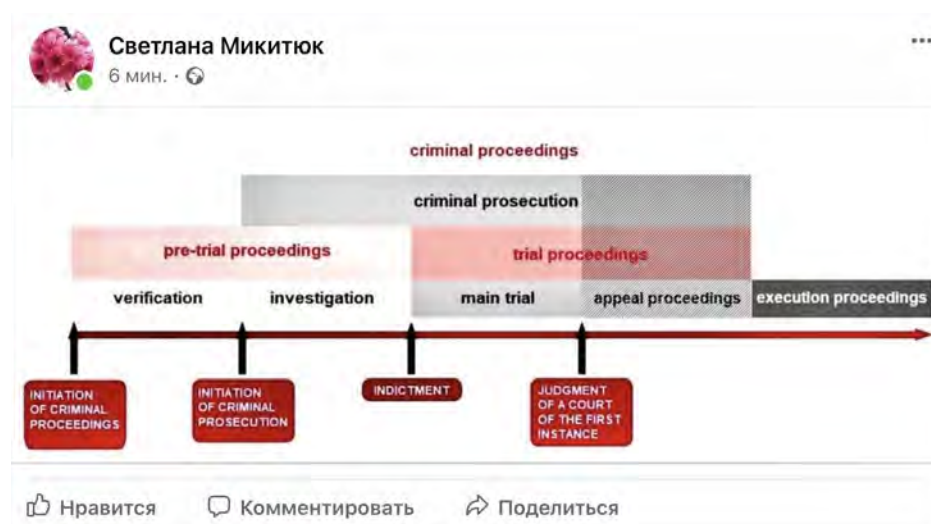 Светлана Микитюк
6 мин. ·
criminal proceedings
criminal prosecution
pre-trial proceedings
trial proceedings
verification
investigation
main trial
appeal proceedings
execution proceedings
INITIATION
OF CRIMINAL
PROCEEDINGS
INITIATION
OF CRIMINAL
PROSECUTION
INDICTMENT
JUDGMENT
OF A COURT
OF THE FIRST
INSTANCE
Нравится
Комментировать
Поделиться